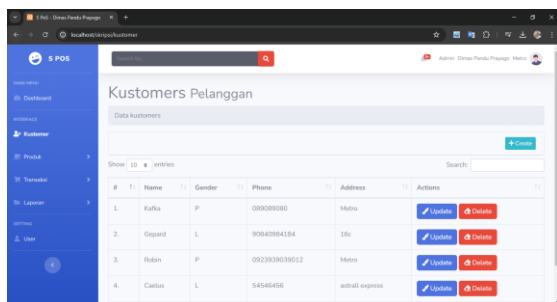 S PoS - Dimas Pandu Prayogo
localhost/skripsi/kustomer
S POS
Search for...
Admin Dimas Pandu Prayogo Metro
MAIN MENU
Dashboard
INTERFACE
Kustomer
Produk
Transaksi
Laporan
SETTING
User
Kustomers Pelanggan
Data kustomers
+ Create
Show 10 entries
Search:
# Name Gender Phone Address Actions
1. Kafka P 089089080 Metro Update Delete
2. Gepard L 90840984184 16c Update Delete
3. Robin P 0923939039012 Metro Update Delete
4. Caelus L 54546456 astrall express Update Delete